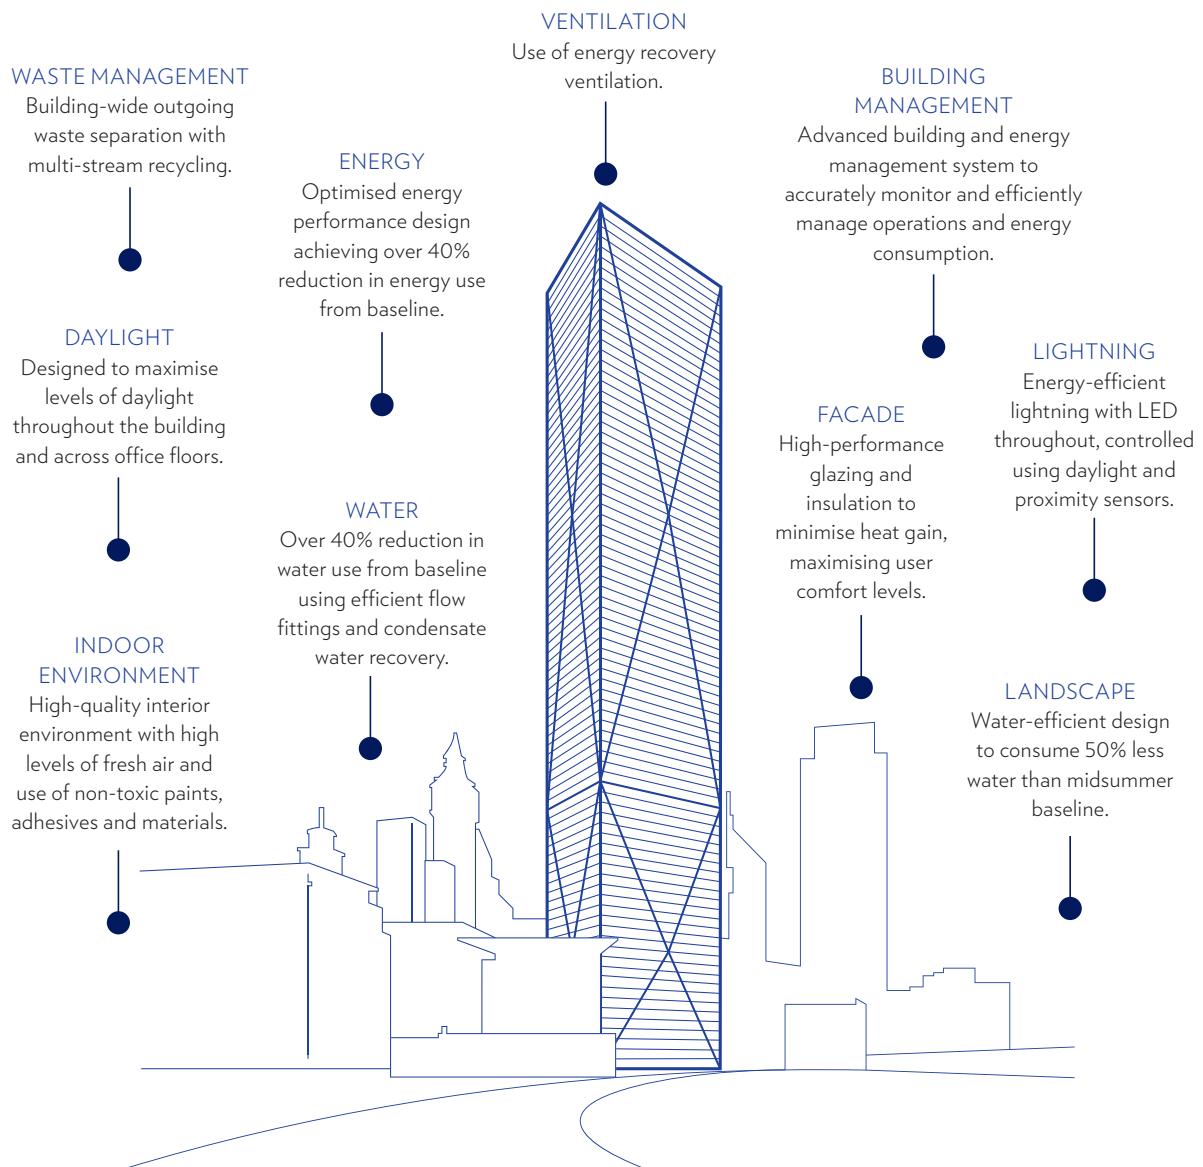 VENTILATION
Use of energy recovery
ventilation.
WASTE MANAGEMENT
Building-wide outgoing
waste separation with
multi-stream recycling.
ENERGY
Optimised energy
performance design
achieving over 40%
reduction in energy use
from baseline.
BUILDING
MANAGEMENT
Advanced building and energy
management system to
accurately monitor and efficiently
manage operations and energy
consumption.
DAYLIGHT
Designed to maximise
levels of daylight
throughout the building
and across office floors.
LIGHTNING
Energy-efficient
lightning with LED
throughout, controlled
using daylight and
proximity sensors.
FACADE
High-performance
glazing and
insulation to
minimise heat gain,
maximising user
comfort levels.
WATER
Over 40% reduction in
water use from baseline
using efficient flow
fittings and condensate
water recovery.
INDOOR
ENVIRONMENT
High-quality interior
environment with high
levels of fresh air and
use of non-toxic paints,
adhesives and materials.
LANDSCAPE
Water-efficient design
to consume 50% less
water than midsummer
baseline.